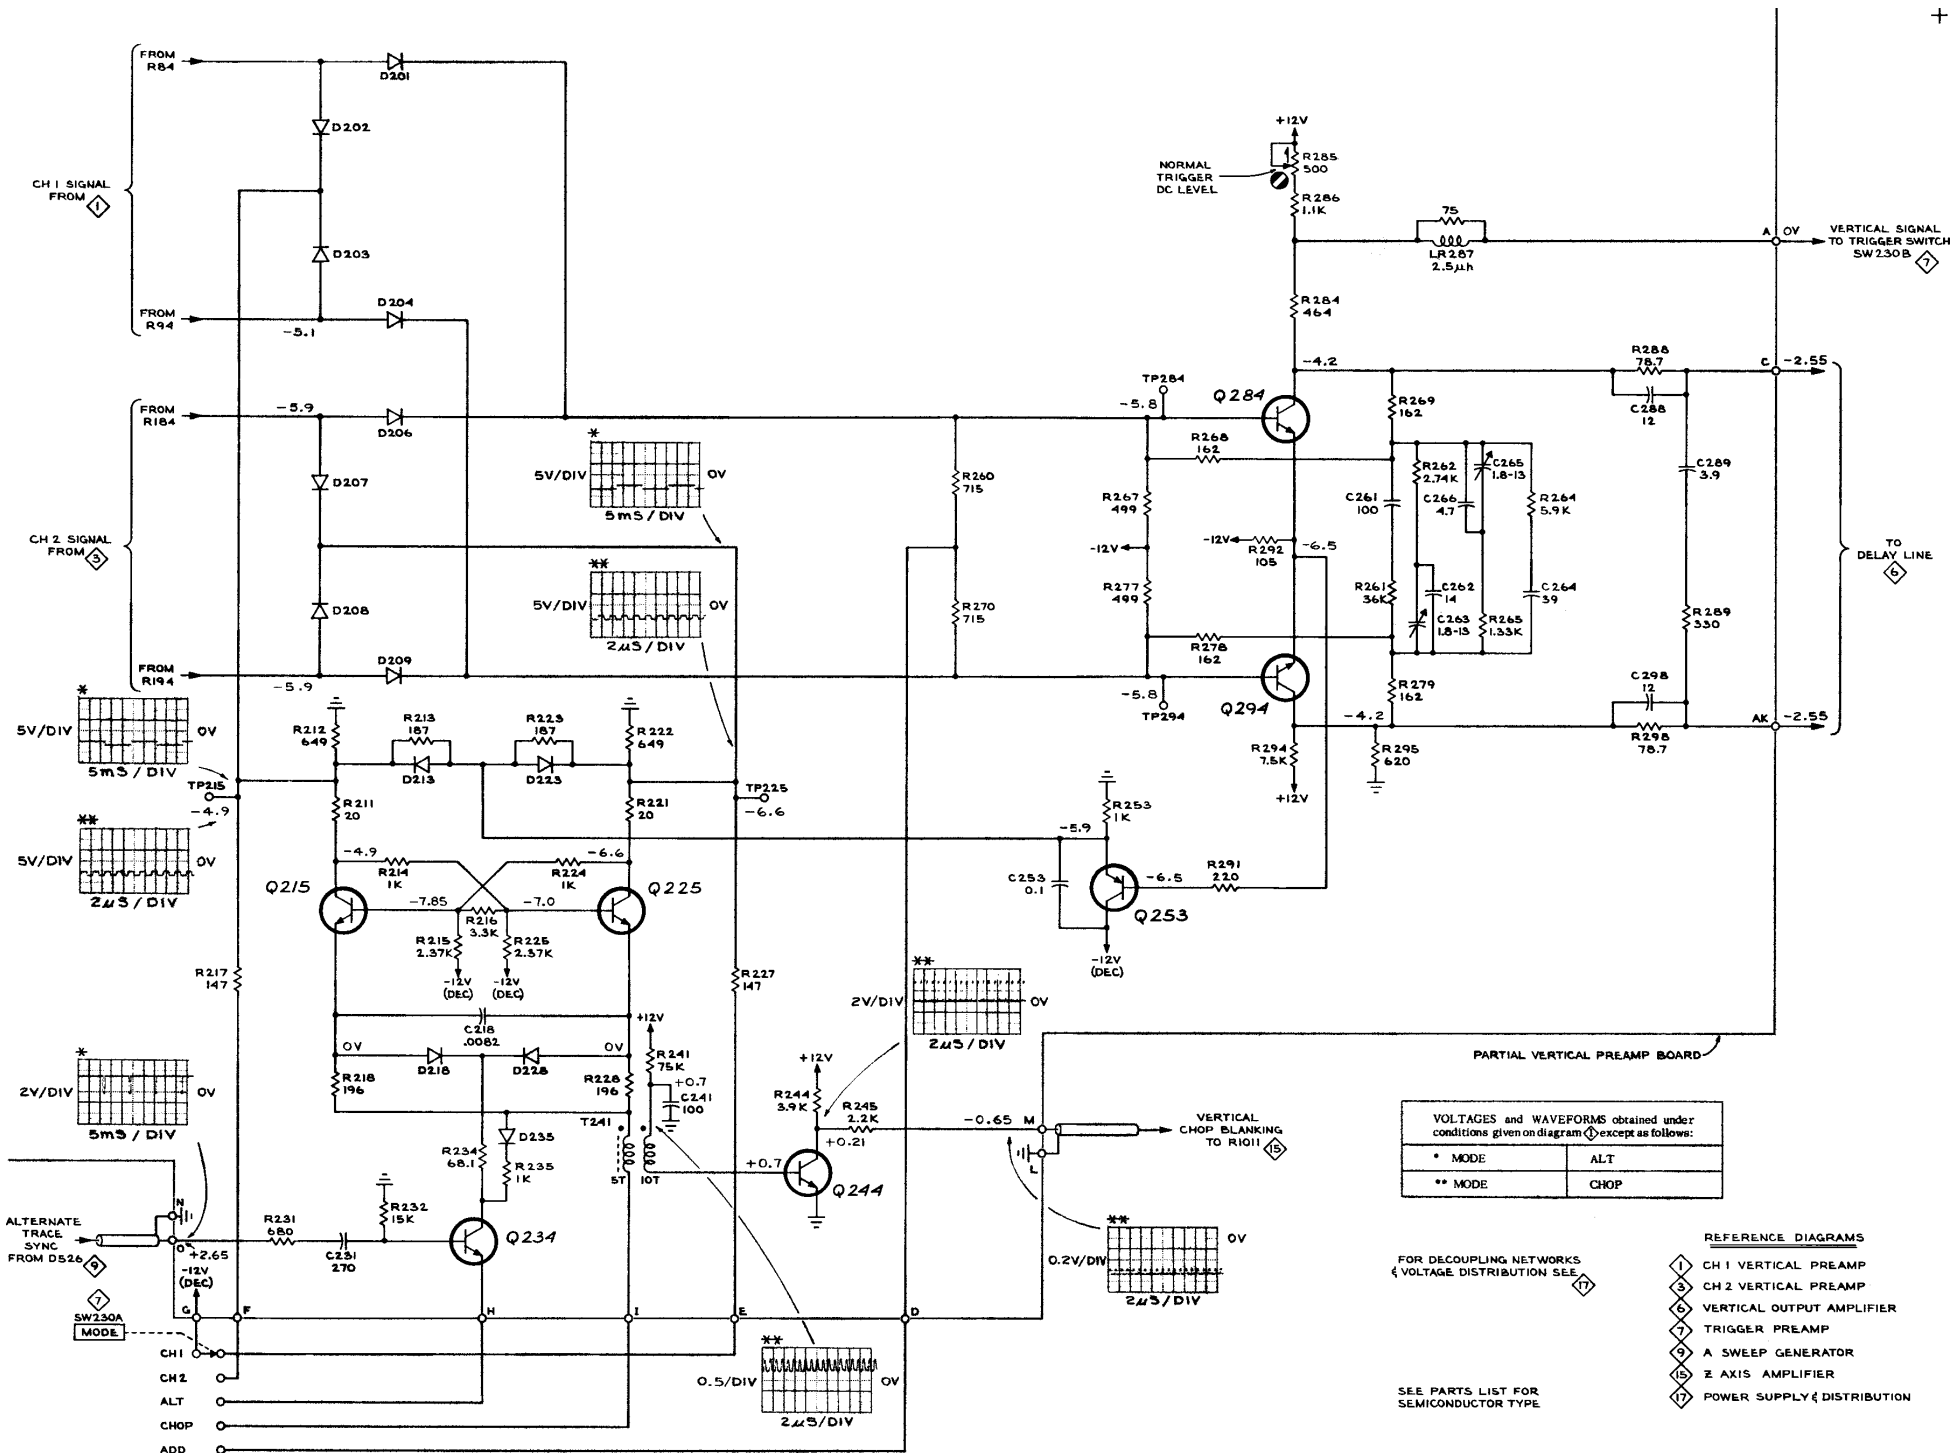 FROM
R84
D201
D202
CH 1 SIGNAL
FROM 1
D203
FROM
R94
-5.1
D204
+12V
NORMAL
TRIGGER
DC LEVEL
R285
500
R286
1.1K
75
LR287
2.5µh
A
0V
VERTICAL SIGNAL
TO TRIGGER SWITCH
SW230B 7
R284
464
FROM
R184
-5.9
D206
D207
CH 2 SIGNAL
FROM 3
D208
FROM
R194
-5.9
D209
*
5V/DIV
0V
5mS/DIV
**
5V/DIV
0V
2µS/DIV
R260
715
R270
715
TP284
-5.8
Q284
-4.2
R268
162
R267
499
-12V
R277
499
R278
162
-12V
R292
105
-6.5
R269
162
C261
100
R261
36K
R262
2.74K
C266
4.7
C265
1.8-13
R264
5.9K
C262
14
C263
1.8-13
R265
1.33K
C264
39
R279
162
R288
78.7
C288
12
C289
3.9
R289
330
C298
12
R298
78.7
C
-2.55
AK
-2.55
TO
DELAY LINE
6
-5.8
TP294
Q294
-4.2
R294
7.5K
+12V
R295
620
*
5V/DIV
0V
5mS/DIV
TP215
-4.9
**
5V/DIV
0V
2µS/DIV
R212
649
R213
187
D213
R223
187
D223
R222
649
R211
20
R221
20
TP225
-6.6
-4.9
R214
1K
-6.6
R224
1K
Q215
-7.85
R216
3.3K
-7.0
Q225
R215
2.37K
R225
2.37K
-12V
(DEC)
-12V
(DEC)
R217
147
R227
147
C218
.0082
R253
1K
-5.9
C253
0.1
-6.5
R291
220
Q253
-12V
(DEC)
**
2V/DIV
0V
2µS/DIV
*
2V/DIV
0V
5mS/DIV
0V
D218
D228
0V
R218
196
R228
196
+12V
R241
75K
+0.7
C241
100
T241
5T
10T
D235
R234
68.1
R235
1K
R232
15K
Q234
+12V
R244
3.9K
R245
2.2K
+0.21
+0.7
Q244
-0.65
M
L
VERTICAL
CHOP BLANKING
TO R1011 15
PARTIAL VERTICAL PREAMP BOARD
VOLTAGES and WAVEFORMS obtained under
conditions given on diagram 1 except as follows:
* MODE ALT
** MODE CHOP
ALTERNATE
TRACE
SYNC
FROM D526 9
N
O
+2.65
R231
680
C231
270
-12V
(DEC)
7
SW230A
MODE
G
F
H
I
E
D
CH1
CH2
ALT
CHOP
ADD
**
0.5/DIV
0V
2µS/DIV
**
0.2V/DIV
0V
2µS/DIV
FOR DECOUPLING NETWORKS
& VOLTAGE DISTRIBUTION SEE 17
SEE PARTS LIST FOR
SEMICONDUCTOR TYPE
REFERENCE DIAGRAMS
1 CH 1 VERTICAL PREAMP
3 CH 2 VERTICAL PREAMP
6 VERTICAL OUTPUT AMPLIFIER
7 TRIGGER PREAMP
9 A SWEEP GENERATOR
15 Z AXIS AMPLIFIER
17 POWER SUPPLY & DISTRIBUTION